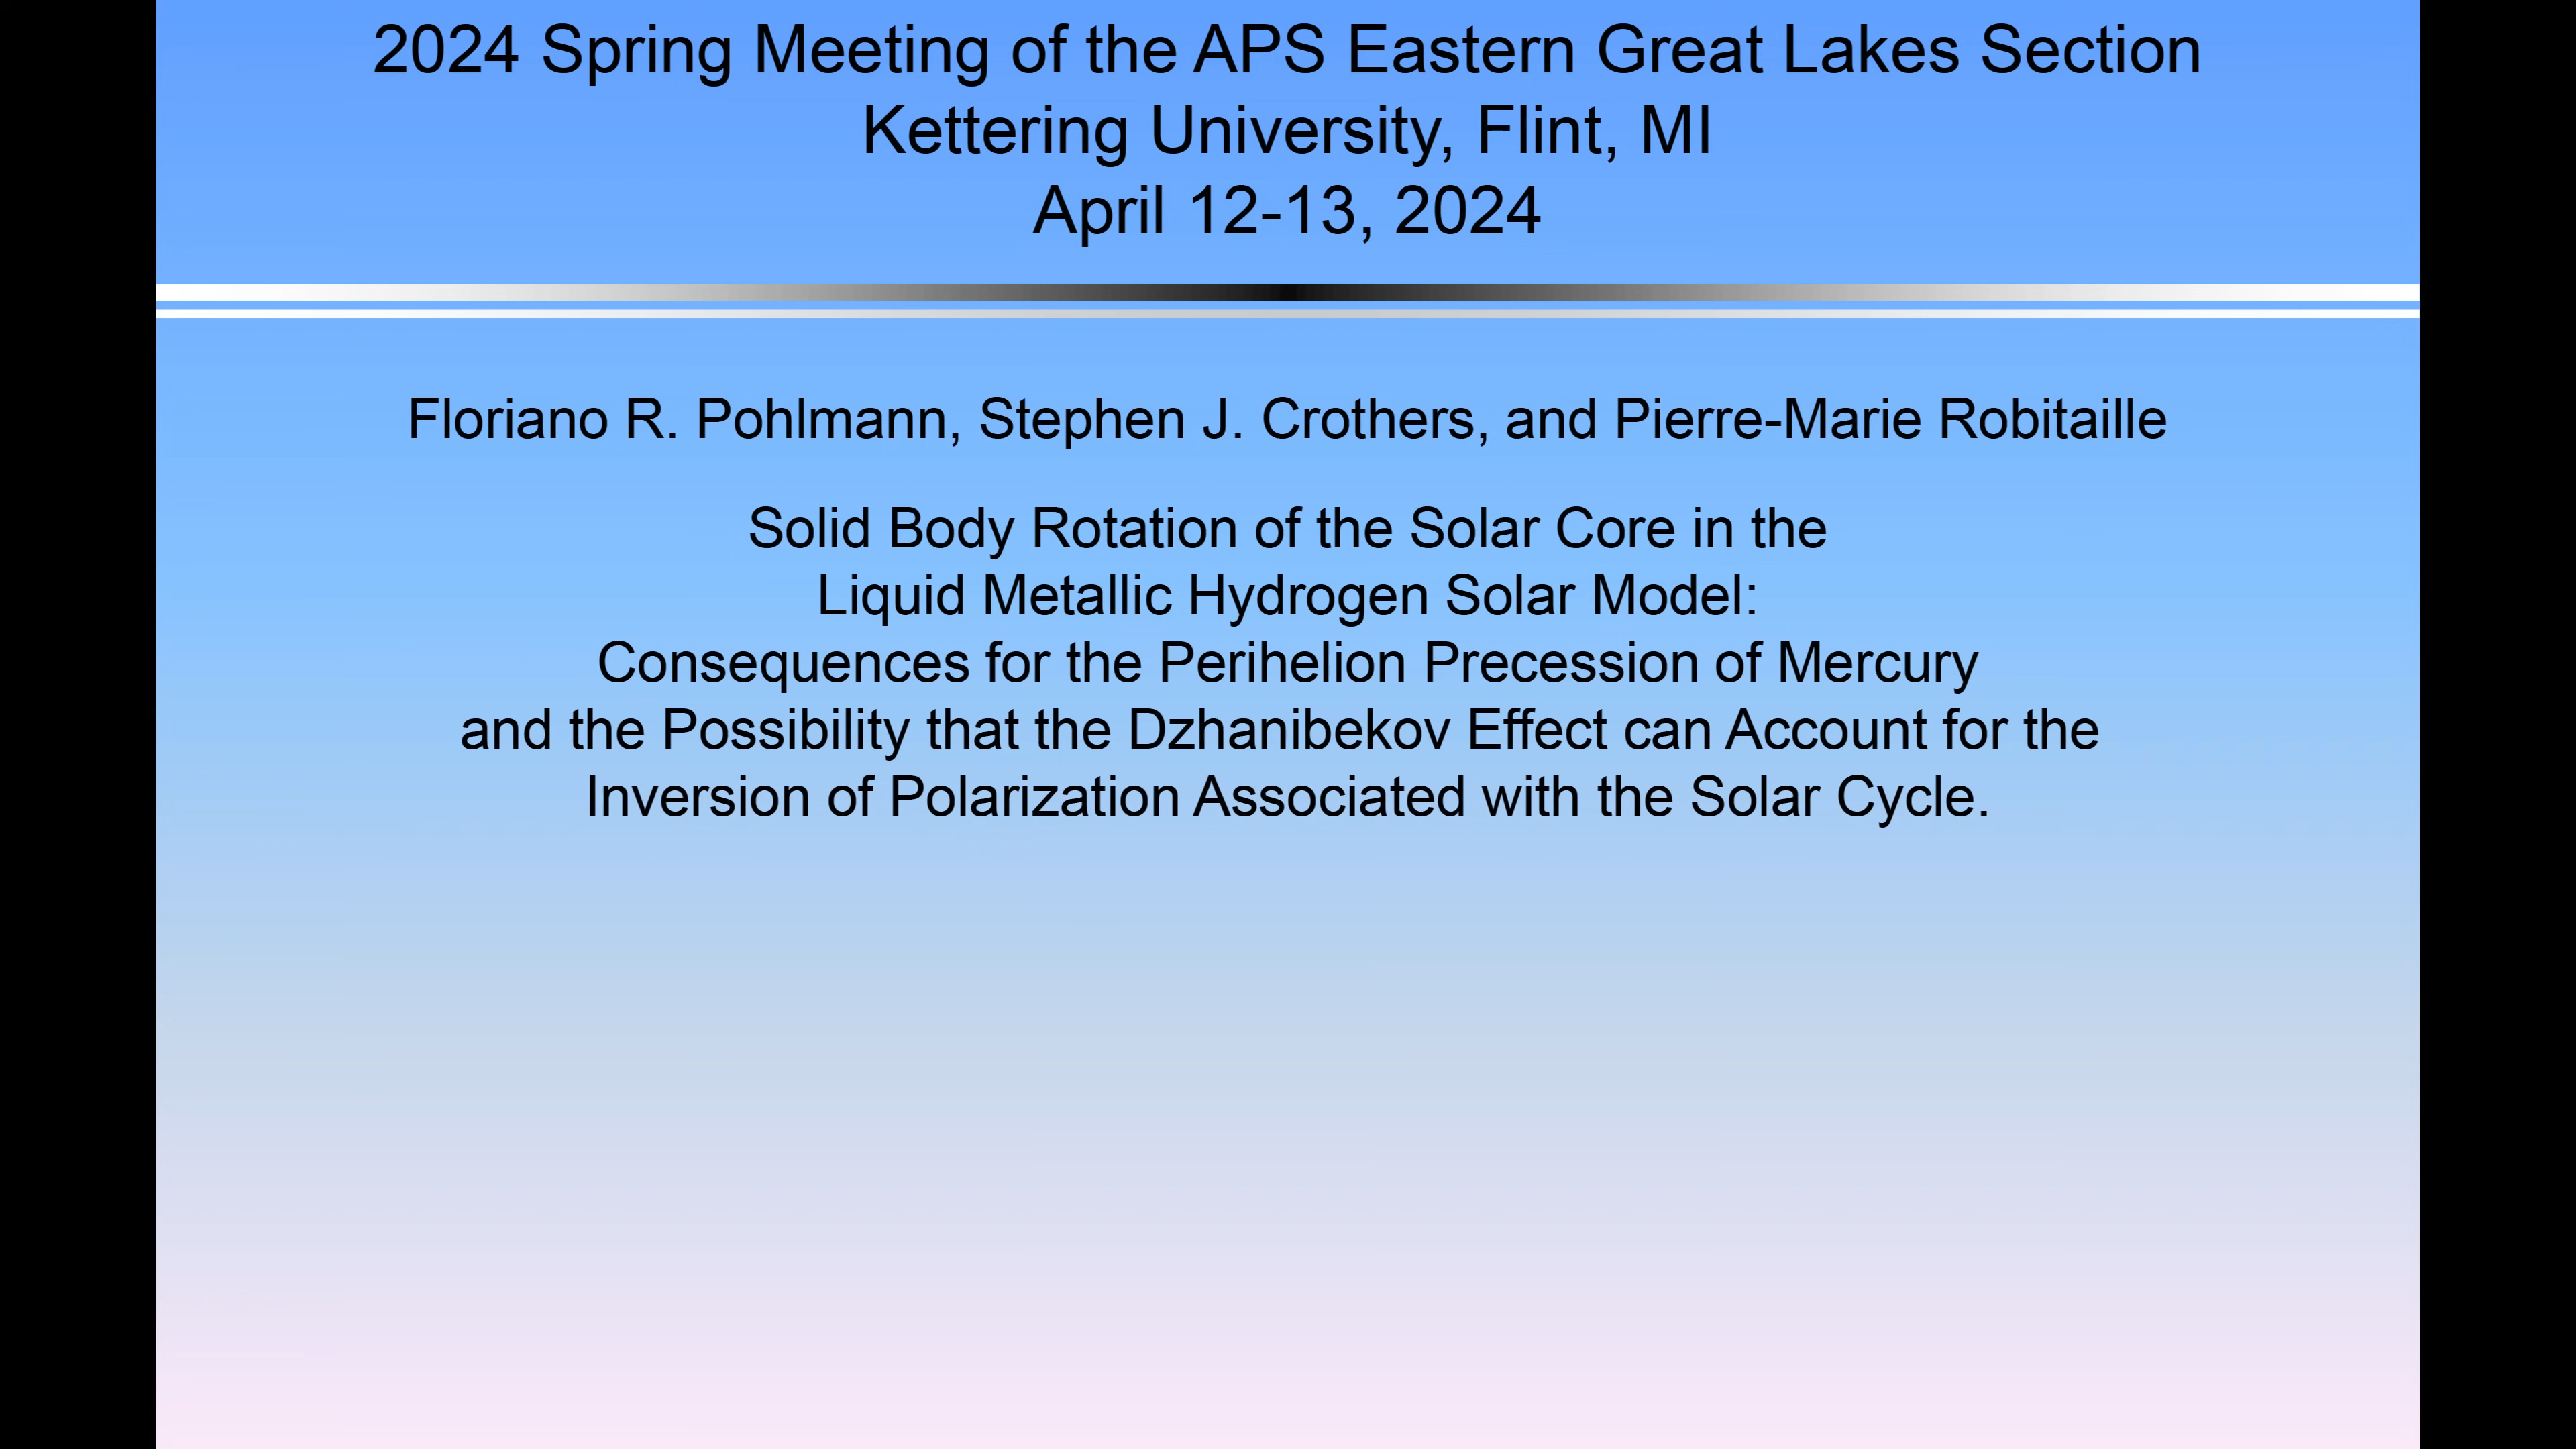 2024 Spring Meeting of the APS Eastern Great Lakes Section
Kettering University, Flint, MI
April 12-13, 2024
Floriano R. Pohlmann, Stephen J. Crothers, and Pierre-Marie Robitaille
Solid Body Rotation of the Solar Core in the
Liquid Metallic Hydrogen Solar Model:
Consequences for the Perihelion Precession of Mercury
and the Possibility that the Dzhanibekov Effect can Account for the
Inversion of Polarization Associated with the Solar Cycle.